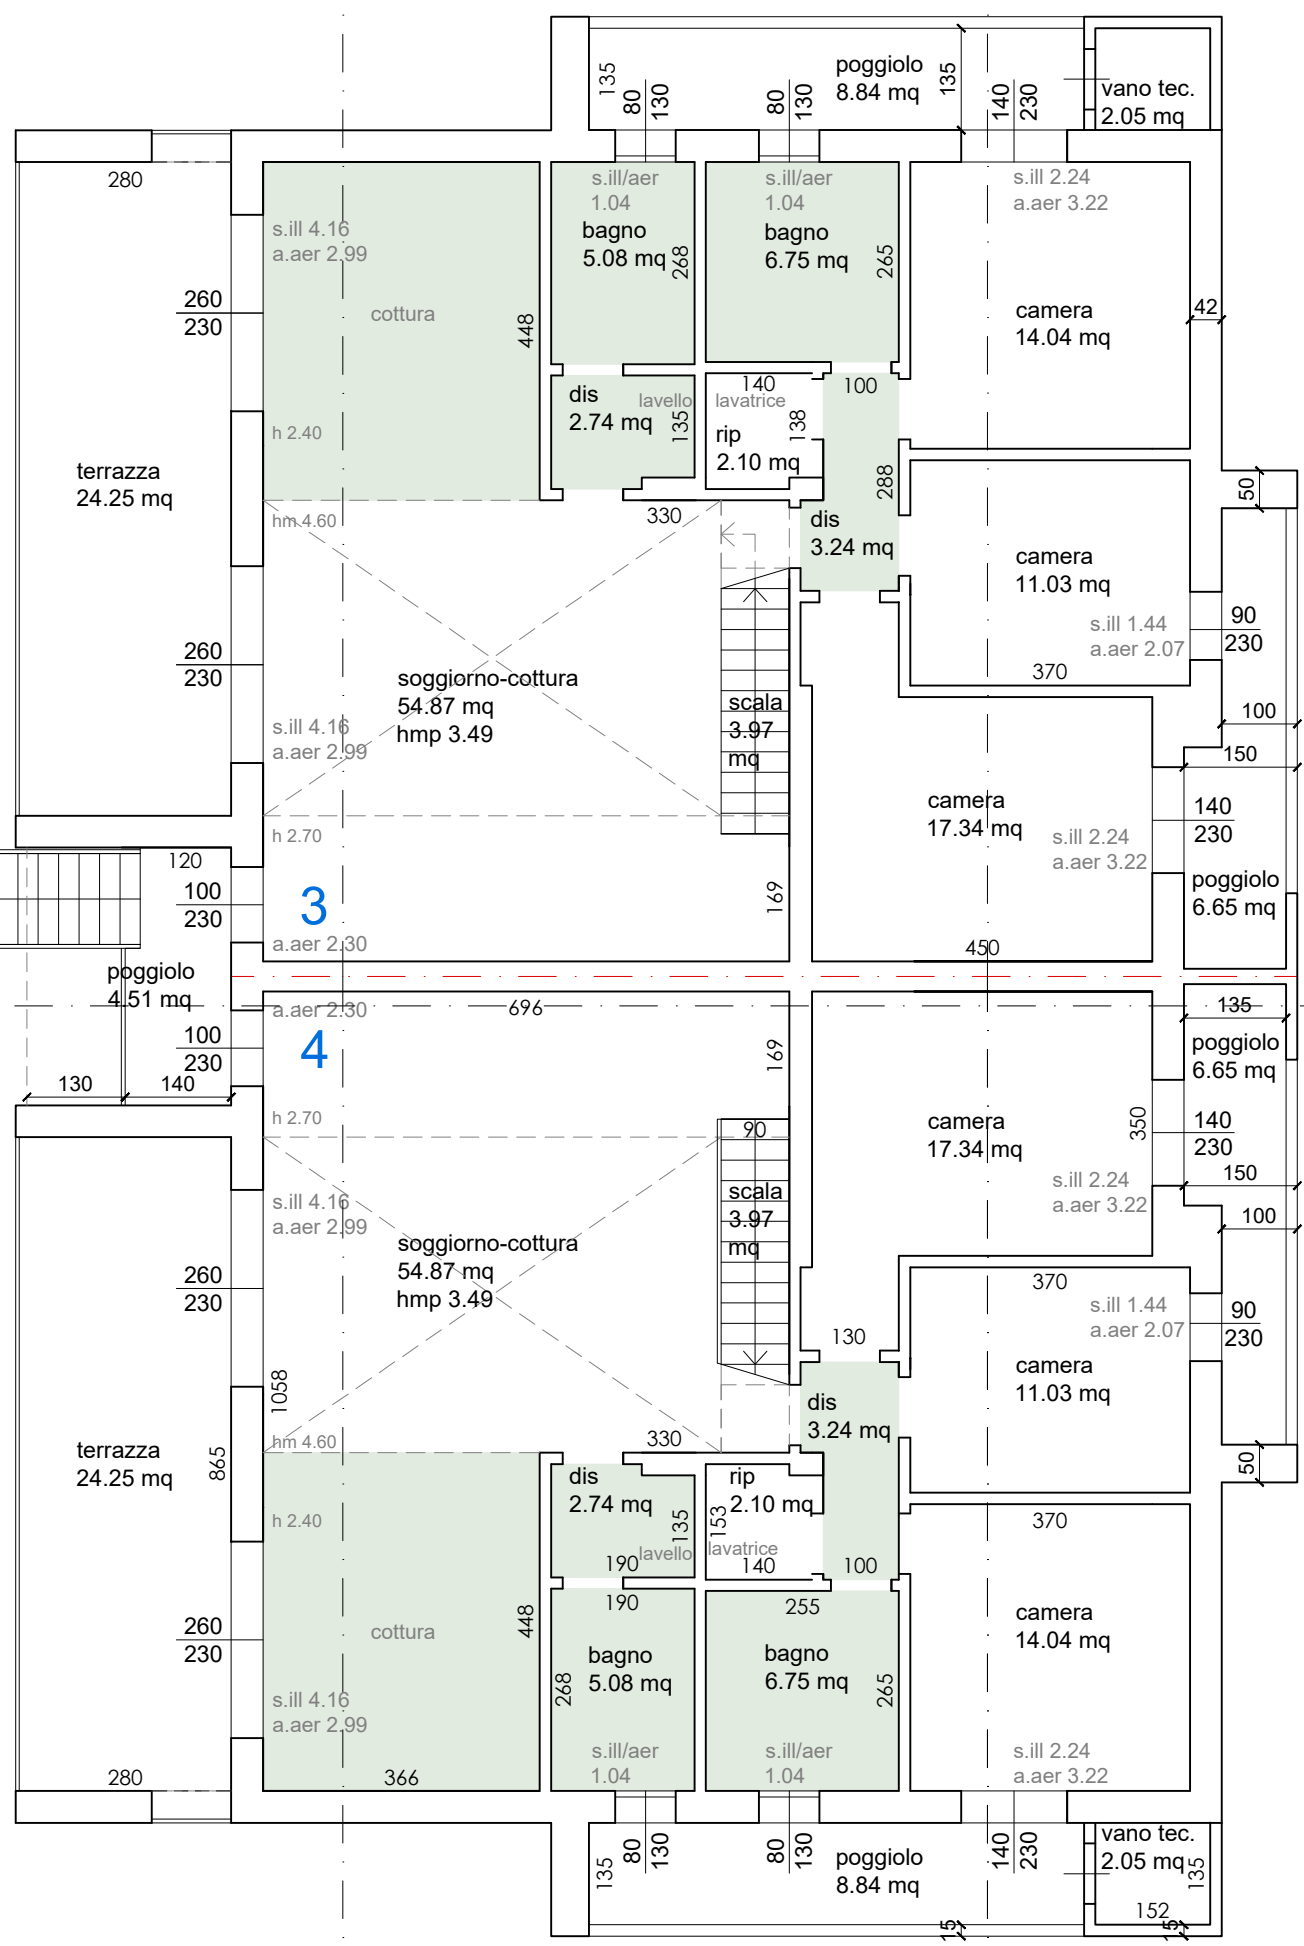 135
80
130
80
130
poggiolo
8.84 mq
135
140
230
vano tec.
2.05 mq
280
s.ill 4.16
a.aer 2.99
s.ill/aer
1.04
bagno
5.08 mq
268
s.ill/aer
1.04
bagno
6.75 mq
265
s.ill 2.24
a.aer 3.22
260
230
cottura
448
camera
14.04 mq
42
h 2.40
dis
2.74 mq
lavello
135
140
lavatrice
138
rip
2.10 mq
100
288
terrazza
24.25 mq
50
hm 4.60
330
dis
3.24 mq
camera
11.03 mq
s.ill 1.44
a.aer 2.07
90
230
260
230
soggiorno-cottura
54.87 mq
hmp 3.49
370
scala
3.97
mq
s.ill 4.16
a.aer 2.99
100
150
camera
17.34 mq
s.ill 2.24
a.aer 3.22
140
230
h 2.70
120
100
230
3
169
poggiolo
6.65 mq
a.aer 2.30
450
poggiolo
4.51 mq
a.aer 2.30
696
135
100
230
4
169
poggiolo
6.65 mq
130
140
h 2.70
90
camera
17.34 mq
350
140
230
s.ill 4.16
a.aer 2.99
scala
3.97
mq
s.ill 2.24
a.aer 3.22
150
100
soggiorno-cottura
54.87 mq
hmp 3.49
260
230
370
s.ill 1.44
a.aer 2.07
90
230
130
camera
11.03 mq
1058
dis
3.24 mq
terrazza
24.25 mq
865
hm 4.60
330
50
dis
2.74 mq
135
rip
2.10 mq
153
h 2.40
370
190
lavello
lavatrice
140
100
190
255
260
230
cottura
448
camera
14.04 mq
bagno
5.08 mq
268
bagno
6.75 mq
265
s.ill 4.16
a.aer 2.99
s.ill/aer
1.04
s.ill/aer
1.04
s.ill 2.24
a.aer 3.22
280
366
135
80
130
80
130
poggiolo
8.84 mq
140
230
vano tec.
2.05 mq
135
152
15
15